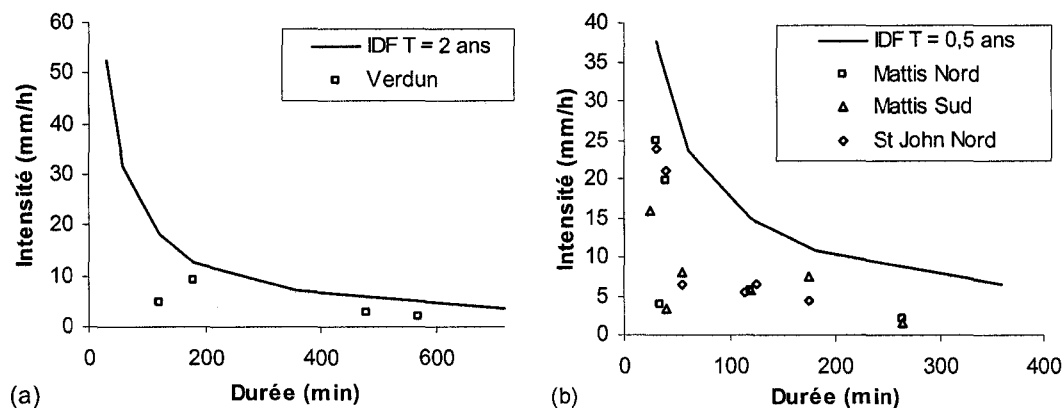 60
50
40
30
20
10
0
0
200
400
600
Intensité (mm/h)
Durée (min)
IDF T = 2 ans
Verdun
(a)
40
35
30
25
20
15
10
5
0
0
100
200
300
400
Intensité (mm/h)
Durée (min)
IDF T = 0,5 ans
Mattis Nord
Mattis Sud
St John Nord
(b)